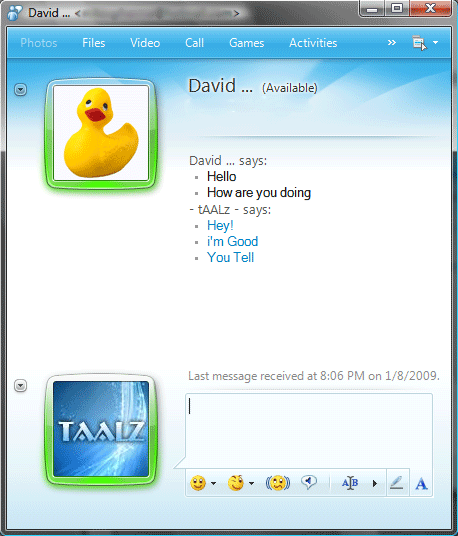 David ... <
>
Photos Files Video Call Games Activities »
David ... (Available)
David ... says:
Hello
How are you doing
- tAALz - says:
Hey!
i'm Good
You Tell
Last message received at 8:06 PM on 1/8/2009.
TAALZ
A|B
A